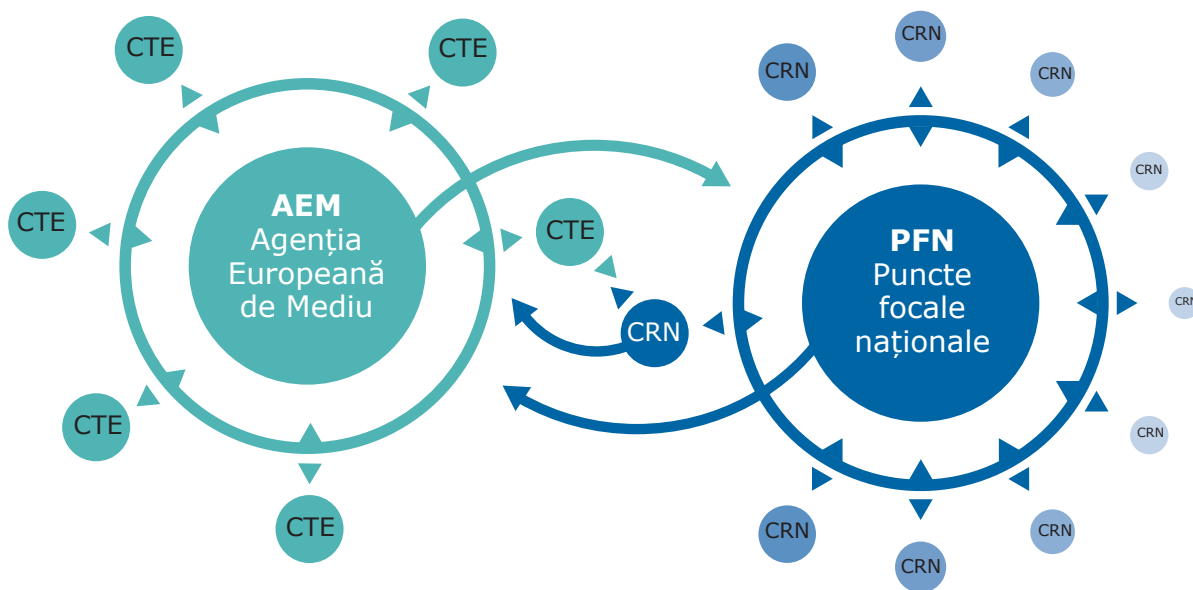 CTE
CTE
CTE
CTE
CTE
CTE
CTE
AEM
Agenția
Europeană
de Mediu
CRN
CRN
CRN
CRN
CRN
CRN
CRN
CRN
CRN
CRN
PFN
Puncte
focale
naționale